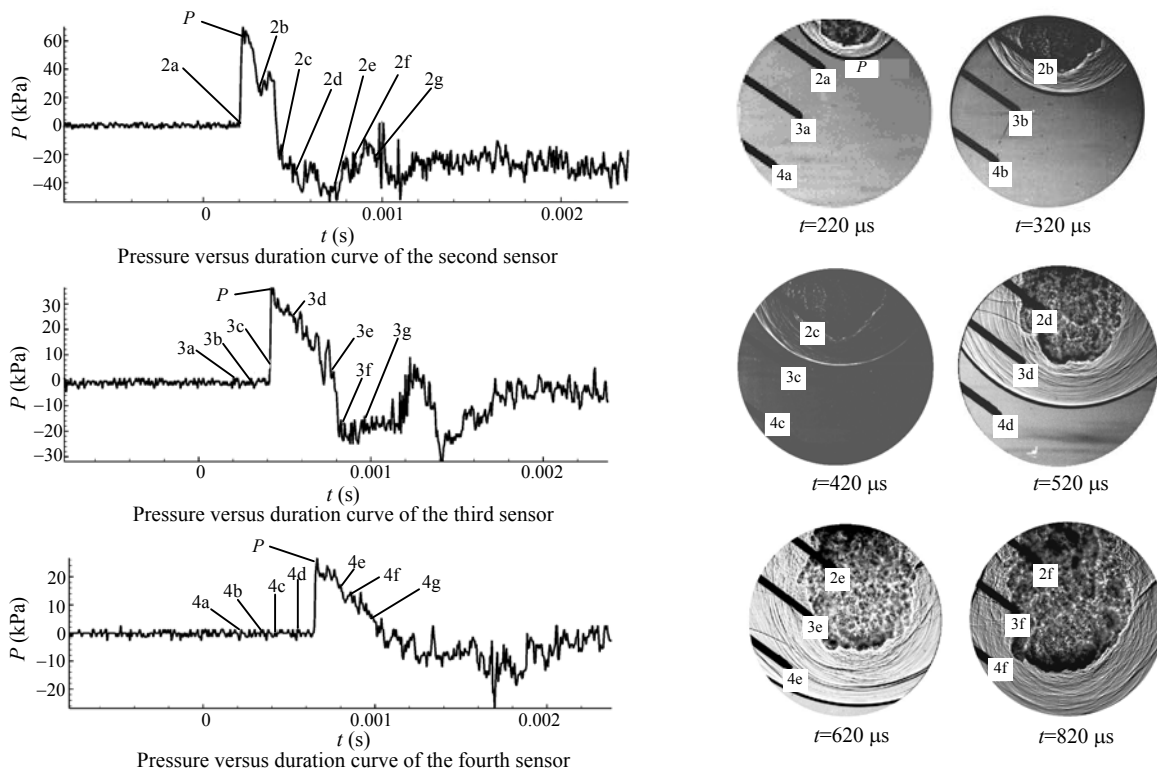 P
2a
2b
2c
2d
2e
2f
2g
60
40
20
0
−20
−40
P (kPa)
0 0.001 0.002
t (s)
Pressure versus duration curve of the second sensor
P
3a
3b
3c
3d
3e
3f
3g
30
20
10
0
−10
−20
−30
P (kPa)
0 0.001 0.002
t (s)
Pressure versus duration curve of the third sensor
P
4a
4b
4c
4d
4e
4f
4g
20
10
0
−10
−20
P (kPa)
0 0.001 0.002
t (s)
Pressure versus duration curve of the fourth sensor
2a
P
3a
4a
t=220 μs
2b
3b
4b
t=320 μs
2c
3c
4c
t=420 μs
2d
3d
4d
t=520 μs
2e
3e
4e
t=620 μs
2f
3f
4f
t=820 μs